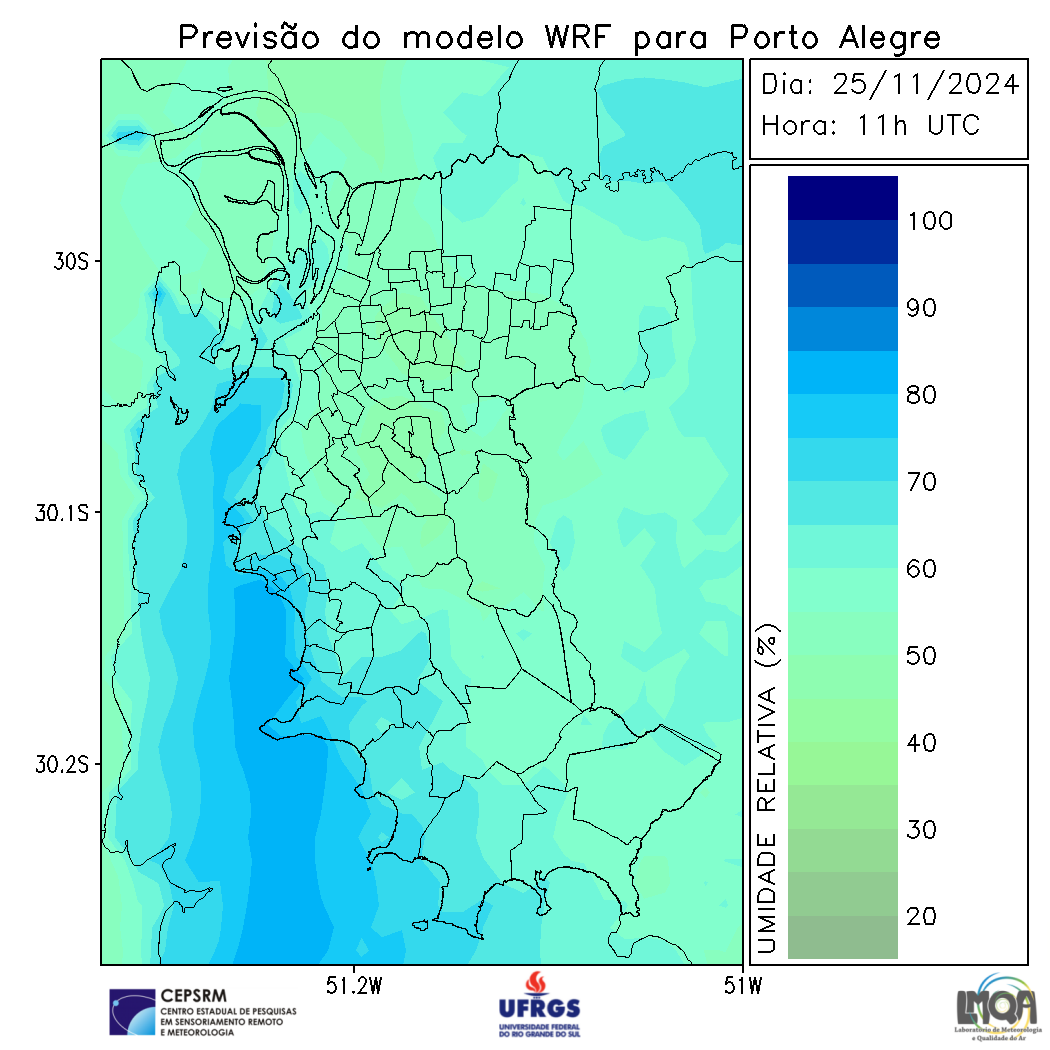 Previsão do modelo WRF para Porto Alegre
Dia: 25/11/2024
Hora: 11h UTC
30S
30.1S
30.2S
51.2W
51W
UMIDADE RELATIVA (%)
100
90
80
70
60
50
40
30
20
CEPSRM
CENTRO ESTADUAL DE PESQUISAS
EM SENSORIAMENTO REMOTO
E METEOROLOGIA
UFRGS
UNIVERSIDADE FEDERAL
DO RIO GRANDE DO SUL
LMQA
Laboratório de Meteorologia
e Qualidade do Ar